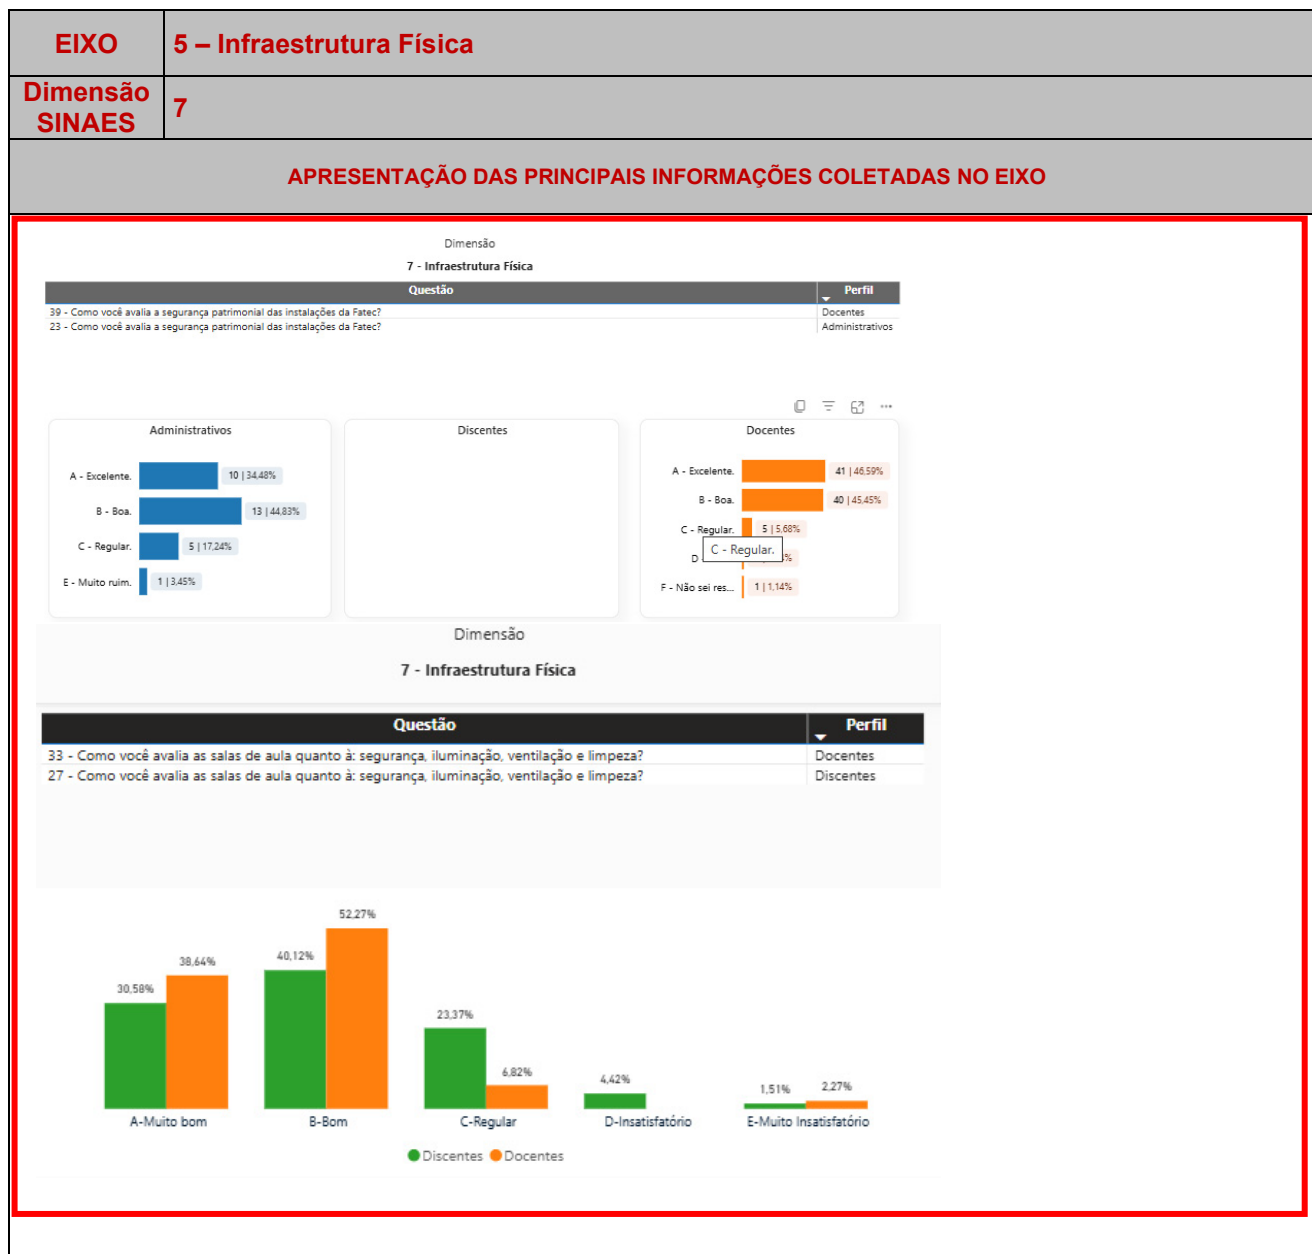 EIXO
5 – Infraestrutura Física
Dimensão
SINAES
7
APRESENTAÇÃO DAS PRINCIPAIS INFORMAÇÕES COLETADAS NO EIXO
Dimensão
7 - Infraestrutura Física
Questão Perfil
39 - Como você avalia a segurança patrimonial das instalações da Fatec? Docentes
23 - Como você avalia a segurança patrimonial das instalações da Fatec? Administrativos
Administrativos
A - Excelente. 10 | 34,48%
B - Boa. 13 | 44,83%
C - Regular. 5 | 17,24%
E - Muito ruim. 1 | 3,45%
Discentes
Docentes
A - Excelente. 41 | 46,59%
B - Boa. 40 | 45,45%
C - Regular. 5 | 5,68%
C - Regular.
D
F - Não sei res... 1 | 1,14%
Dimensão
7 - Infraestrutura Física
Questão Perfil
33 - Como você avalia as salas de aula quanto à: segurança, iluminação, ventilação e limpeza? Docentes
27 - Como você avalia as salas de aula quanto à: segurança, iluminação, ventilação e limpeza? Discentes
30,58% 38,64% 40,12% 52,27% 23,37% 6,82% 4,42% 1,51% 2,27%
A-Muito bom B-Bom C-Regular D-Insatisfatório E-Muito Insatisfatório
Discentes Docentes